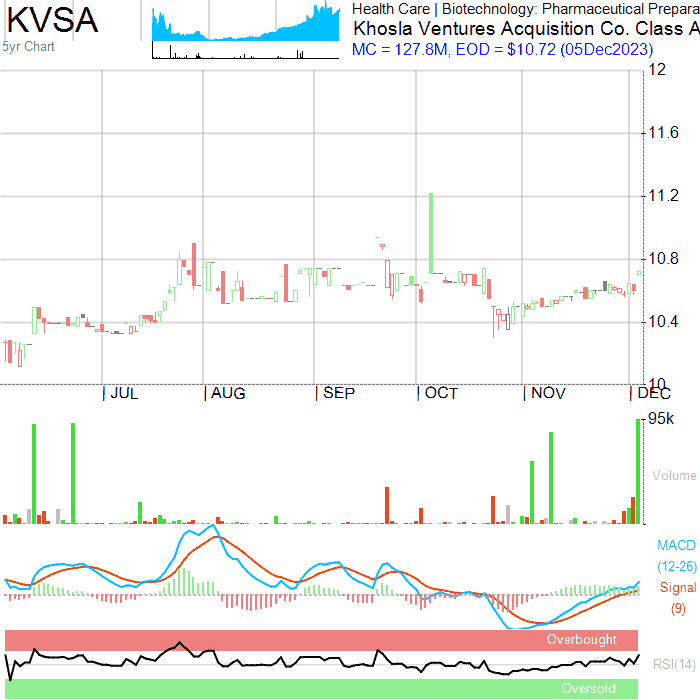 KVSA
5yr Chart
Health Care | Biotechnology: Pharmaceutical Prepara
Khosla Ventures Acquisition Co. Class A
MC = 127.8M, EOD = $10.72 (05Dec2023)
12
11.6
11.2
10.8
10.4
10
| JUL | AUG | SEP | OCT | NOV | DEC
95k
Volume
MACD
(12-26)
Signal
(9)
Overbought
RSI(14)
Oversold